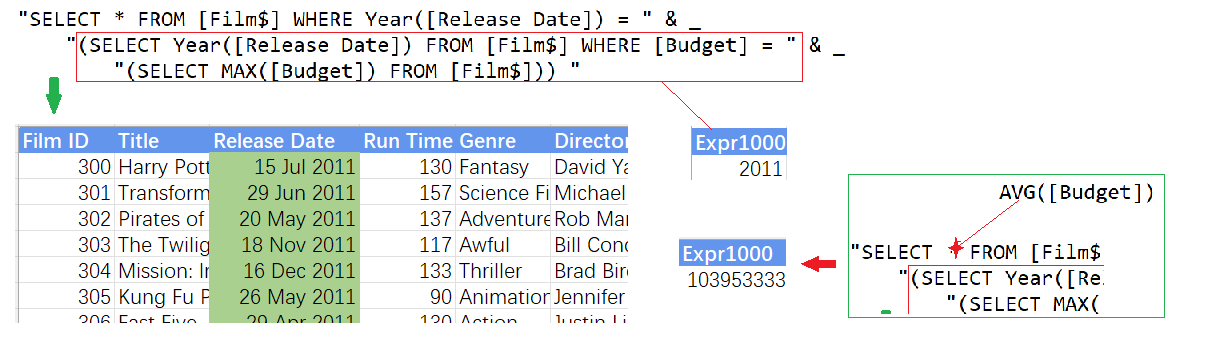 "SELECT * FROM [Film$] WHERE Year([Release Date]) = " & _
"(SELECT Year([Release Date]) FROM [Film$] WHERE [Budget] = " & _
"(SELECT MAX([Budget]) FROM [Film$])) "
Film ID Title Release Date Run Time Genre Director
300 Harry Pott 15 Jul 2011 130 Fantasy David Ya
301 Transform 29 Jun 2011 157 Science Fi Michael
302 Pirates of 20 May 2011 137 Adventure Rob Mar
303 The Twilig 18 Nov 2011 117 Awful Bill Cond
304 Mission: I 16 Dec 2011 133 Thriller Brad Bird
305 Kung Fu P 26 May 2011 90 Animation Jennifer
306 Fast Five 29 Apr 2011 130 Action Justin Li
Expr1000
2011
Expr1000
103953333
AVG([Budget])
"SELECT FROM [Film$
"(SELECT Year([Re
"(SELECT MAX(